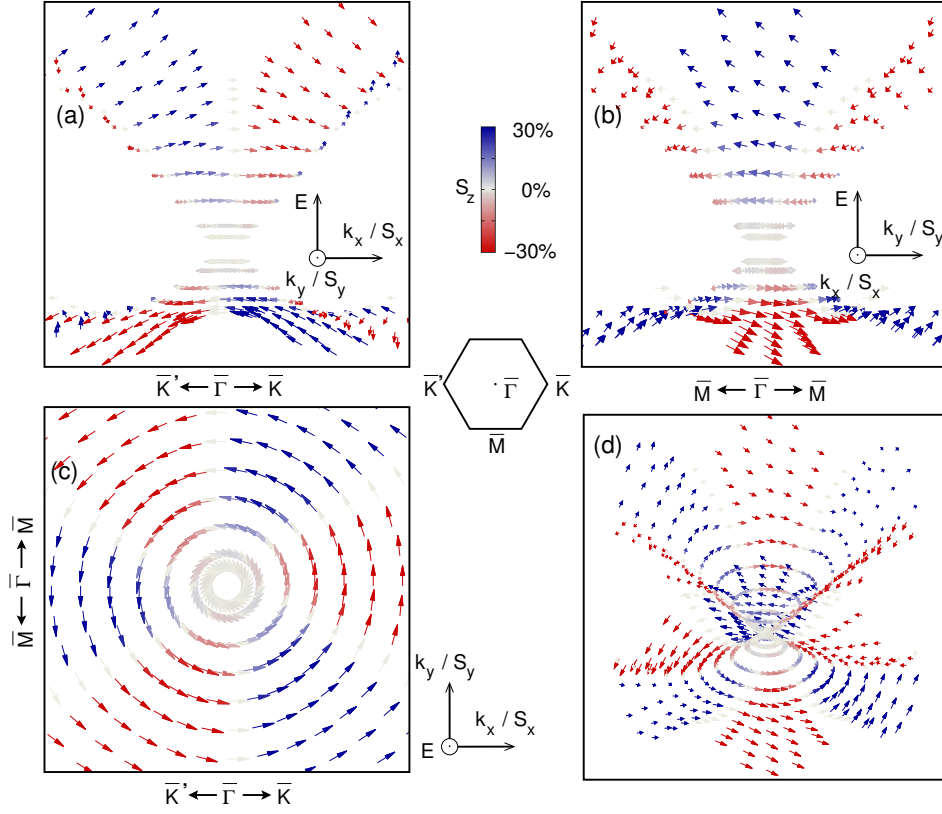 (a)
E
k_x / S_x
k_y / S_y
K̅' ← Γ̅ → K̅
S_z
30%
0%
−30%
(b)
E
k_y / S_y
k_x / S_x
M̅ ← Γ̅ → M̅
K̅'
Γ̅
K̅
M̅
(c)
M̅ ← Γ̅ → M̅
K̅' ← Γ̅ → K̅
k_y / S_y
k_x / S_x
E
(d)